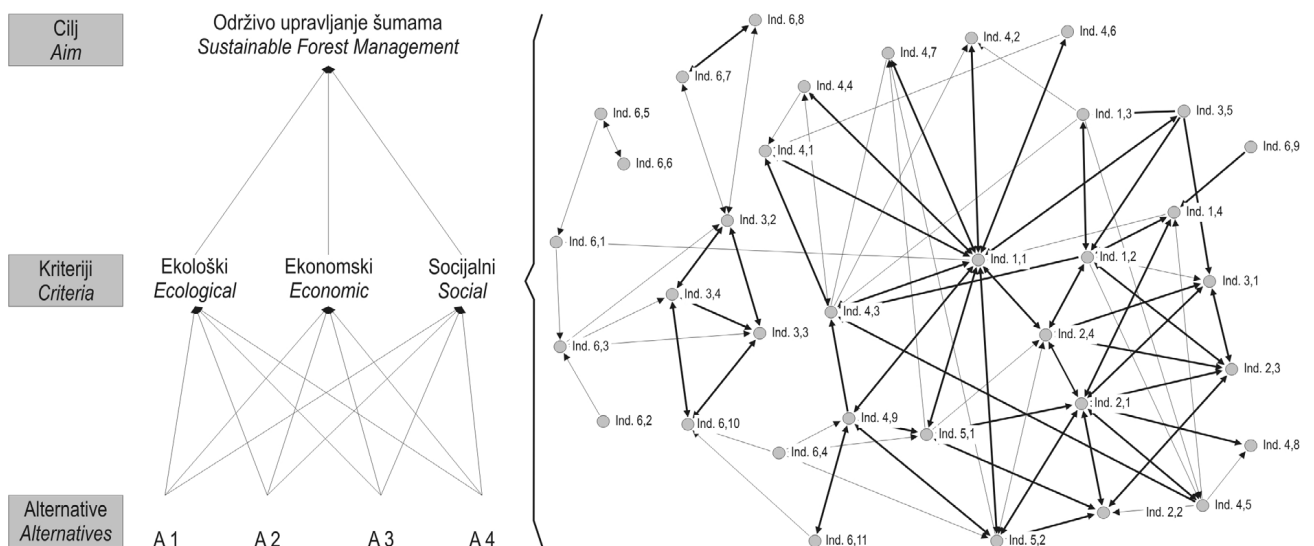 Cilj
Aim
Održivo upravljanje šumama
Sustainable Forest Management
Kriteriji
Criteria
Ekološki
Ecological
Ekonomski
Economic
Socijalni
Social
Alternative
Alternatives
A 1
A 2
A 3
A 4
Ind. 6,8
Ind. 6,7
Ind. 6,5
Ind. 6,6
Ind. 3,2
Ind. 6,1
Ind. 3,4
Ind. 3,3
Ind. 6,3
Ind. 6,2
Ind. 6,10
Ind. 6,4
Ind. 6,11
Ind. 4,7
Ind. 4,2
Ind. 4,6
Ind. 4,4
Ind. 1,3
Ind. 3,5
Ind. 4,1
Ind. 6,9
Ind. 1,4
Ind. 1,1
Ind. 1,2
Ind. 3,1
Ind. 4,3
Ind. 2,4
Ind. 2,3
Ind. 2,1
Ind. 4,9
Ind. 5,1
Ind. 4,8
Ind. 4,5
Ind. 2,2
Ind. 5,2